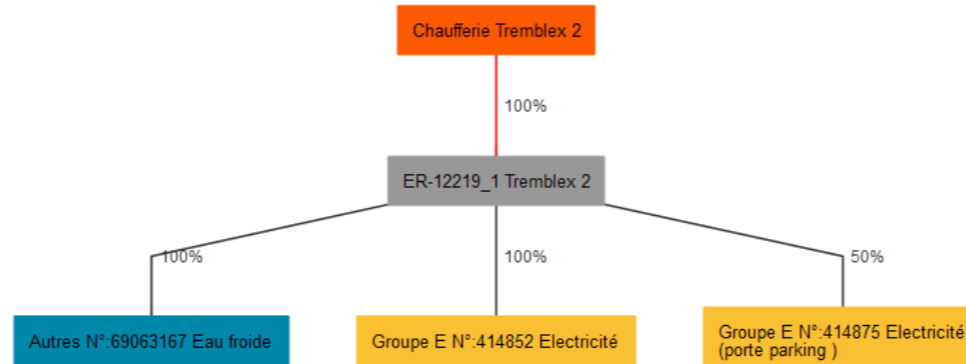 Chaufferie Tremblex 2
100%
ER-12219_1 Tremblex 2
100%
100%
50%
Autres N°:69063167 Eau froide
Groupe E N°:414852 Electricité
Groupe E N°:414875 Electricité
(porte parking )